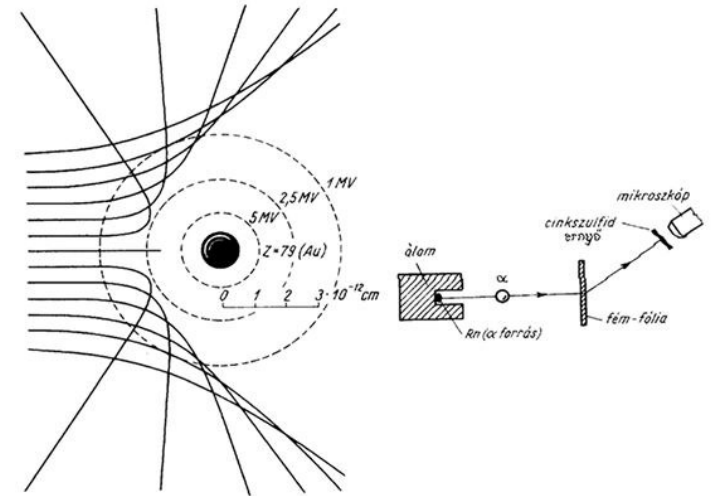 1 MV
2,5 MV
5 MV
Z=79 (Au)
0 1 2 3·10⁻¹² cm
mikroszkóp
cinkszulfid
ernyő
ólom
α
Rn (α forrás)
fém-fólia